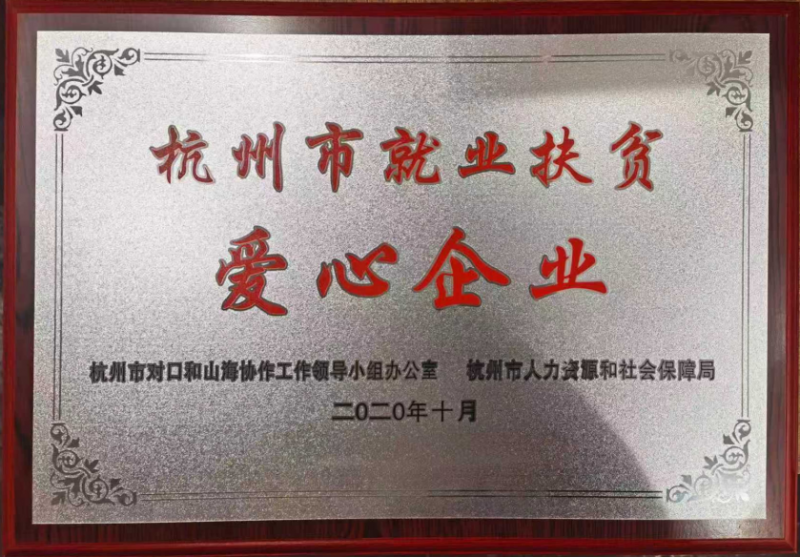 杭州市就业扶贫
爱心企业
杭州市对口和山海协作工作领导小组办公室 杭州市人力资源和社会保障局
二〇二〇年十月